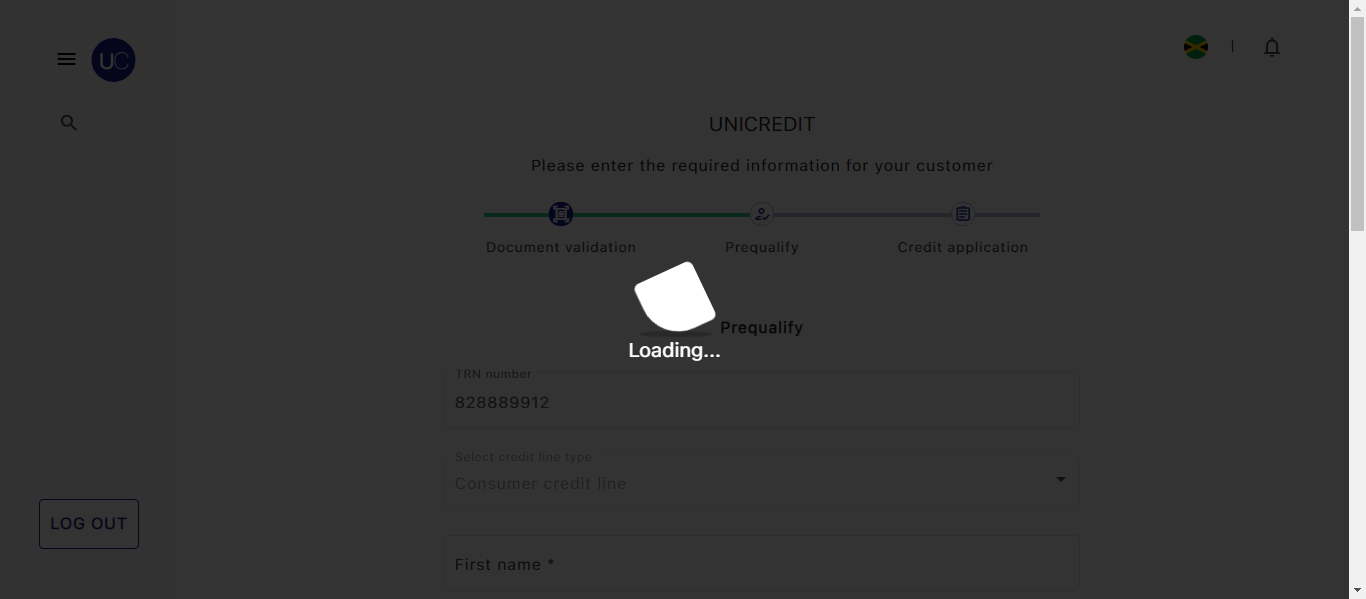 UC
UNICREDIT
Please enter the required information for your customer
Document validation
Prequalify
Credit application
Prequalify
Loading...
TRN number
828889912
Select credit line type
Consumer credit line
LOG OUT
First name *